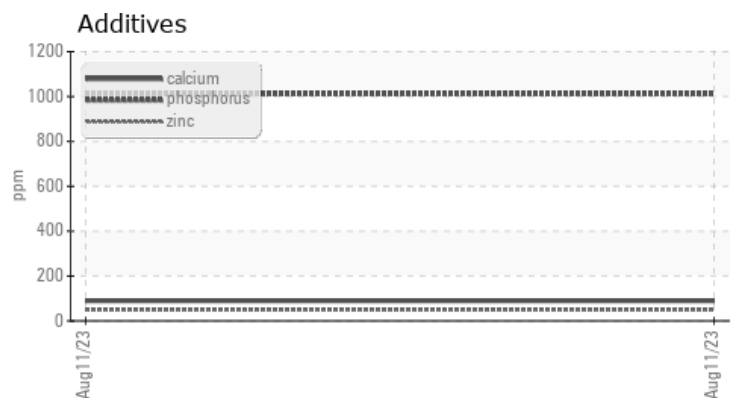 Additives
1200
1000
800
600
400
200
0
ppm
calcium
phosphorus
zinc
Aug11/23
Aug11/23